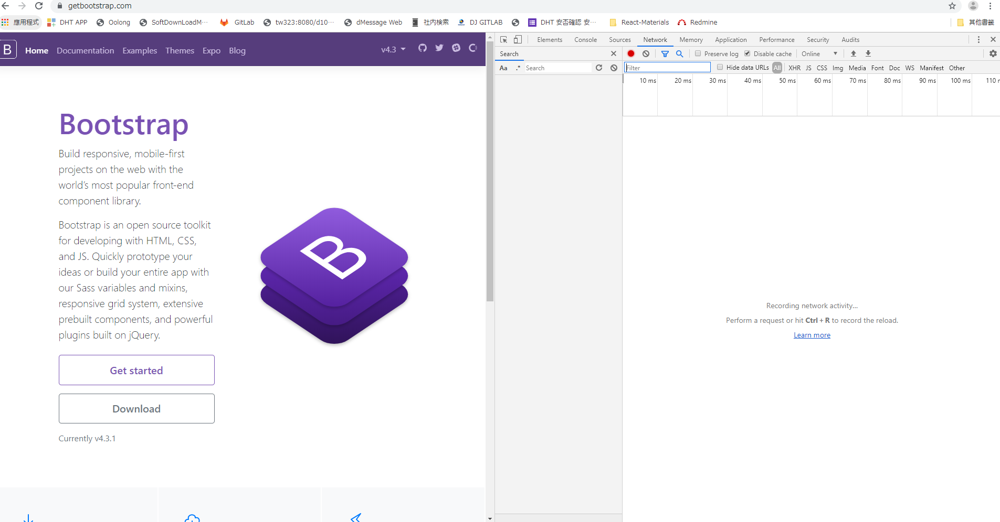 getbootstrap.com
應用程式 DHT APP Oolong SoftDownLoadM… GitLab tw323:8080/d10… dMessage Web 社内検索 DJ GITLAB DHT 安否確認 安… React-Materials Redmine 其他書籤
B Home Documentation Examples Themes Expo Blog v4.3
Bootstrap
Build responsive, mobile-first
projects on the web with the
world’s most popular front-end
component library.
Bootstrap is an open source toolkit
for developing with HTML, CSS,
and JS. Quickly prototype your
ideas or build your entire app with
our Sass variables and mixins,
responsive grid system, extensive
prebuilt components, and powerful
plugins built on jQuery.
Get started
Download
Currently v4.3.1
B
Elements Console Sources Network Memory Application Performance Security Audits
Search
Aa .* Search
Preserve log Disable cache Online
Filter Hide data URLs All XHR JS CSS Img Media Font Doc WS Manifest Other
10 ms 20 ms 30 ms 40 ms 50 ms 60 ms 70 ms 80 ms 90 ms 100 ms 110
Recording network activity…
Perform a request or hit Ctrl + R to record the reload.
Learn more